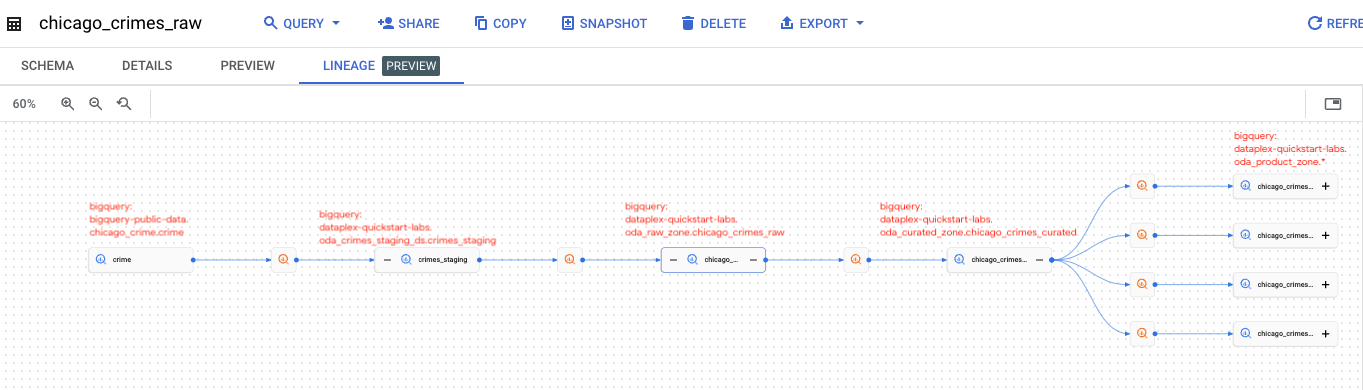 chicago_crimes_raw
QUERY
SHARE
COPY
SNAPSHOT
DELETE
EXPORT
REFRE
SCHEMA
DETAILS
PREVIEW
LINEAGE
PREVIEW
60%
bigquery:
dataplex-quickstart-labs.
oda_product_zone.*
bigquery:
bigquery-public-data.
chicago_crime.crime
bigquery:
dataplex-quickstart-labs.
oda_crimes_staging_ds.crimes_staging
bigquery:
dataplex-quickstart-labs.
oda_raw_zone.chicago_crimes_raw
bigquery:
dataplex-quickstart-labs.
oda_curated_zone.chicago_crimes_curated
crime
crimes_staging
chicago_...
chicago_crimes...
chicago_crimes...
chicago_crimes...
chicago_crimes...
chicago_crimes...